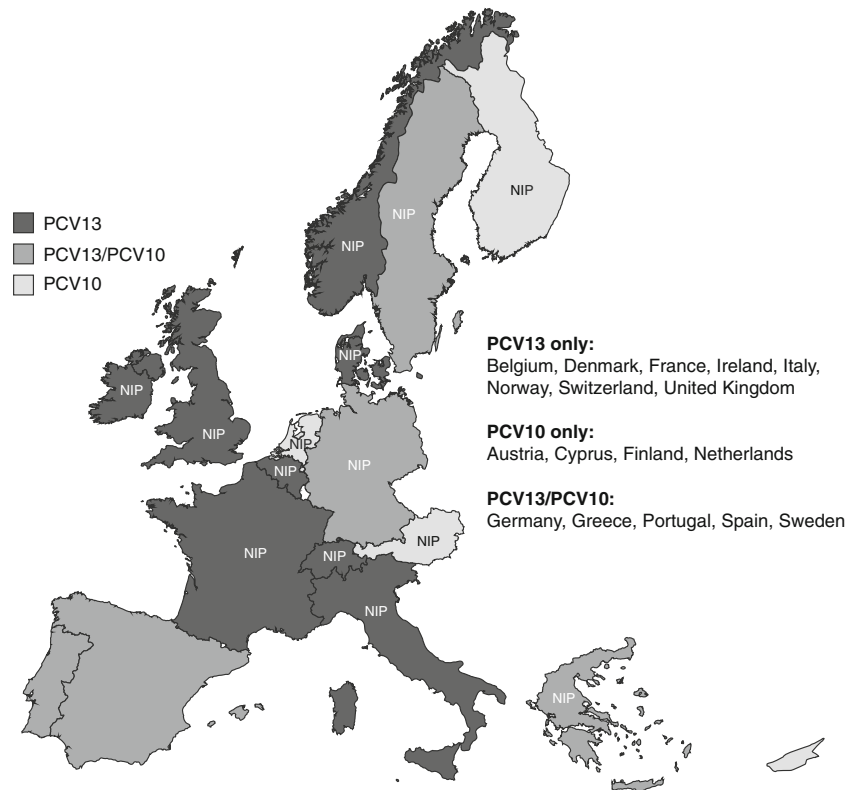 NIP
NIP
NIP
PCV13
PCV13/PCV10
PCV10
NIP
PCV13 only:
Belgium, Denmark, France, Ireland, Italy,
Norway, Switzerland, United Kingdom
NIP
NIP
PCV10 only:
Austria, Cyprus, Finland, Netherlands
NIP
NIP
NIP
PCV13/PCV10:
Germany, Greece, Portugal, Spain, Sweden
NIP
NIP
NIP
NIP
NIP